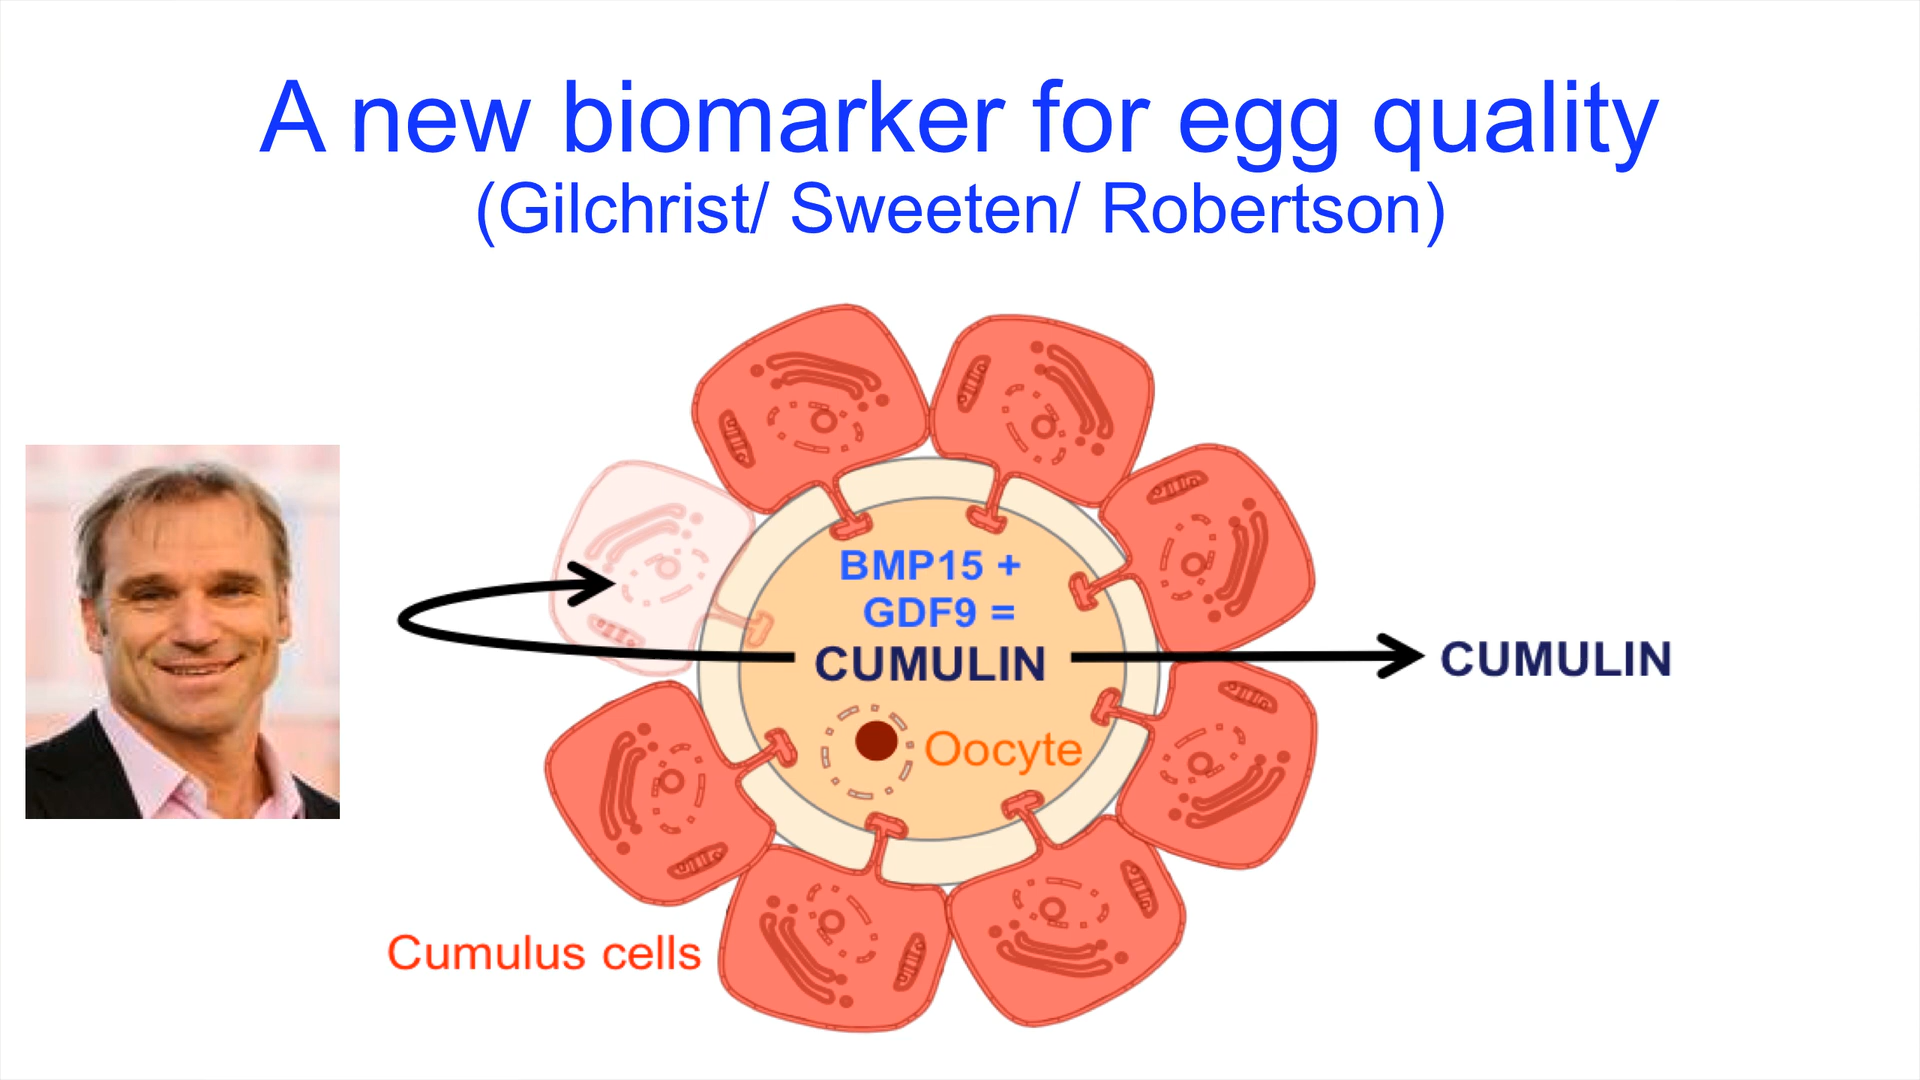 A new biomarker for egg quality
(Gilchrist/ Sweeten/ Robertson)
BMP15 +
GDF9 =
CUMULIN
CUMULIN
Oocyte
Cumulus cells